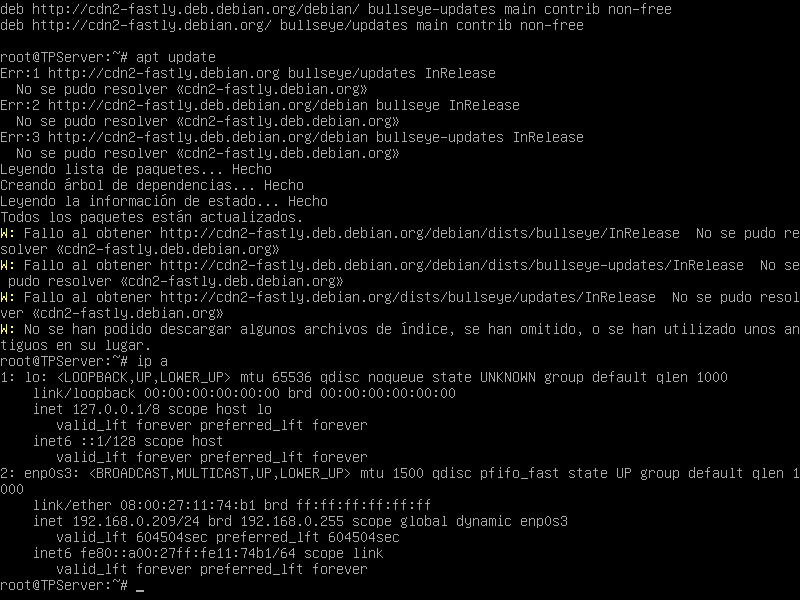 deb http://cdn2-fastly.deb.debian.org/debian/ bullseye-updates main contrib non-free
deb http://cdn2-fastly.debian.org/ bullseye/updates main contrib non-free
root@TPServer:~# apt update
Err:1 http://cdn2-fastly.debian.org bullseye/updates InRelease
  No se pudo resolver «cdn2-fastly.debian.org»
Err:2 http://cdn2-fastly.deb.debian.org/debian bullseye InRelease
  No se pudo resolver «cdn2-fastly.deb.debian.org»
Err:3 http://cdn2-fastly.deb.debian.org/debian bullseye-updates InRelease
  No se pudo resolver «cdn2-fastly.deb.debian.org»
Leyendo lista de paquetes... Hecho
Creando árbol de dependencias... Hecho
Leyendo la información de estado... Hecho
Todos los paquetes están actualizados.
W: Fallo al obtener http://cdn2-fastly.deb.debian.org/debian/dists/bullseye/InRelease  No se pudo re
solver «cdn2-fastly.deb.debian.org»
W: Fallo al obtener http://cdn2-fastly.deb.debian.org/debian/dists/bullseye-updates/InRelease  No se
 pudo resolver «cdn2-fastly.deb.debian.org»
W: Fallo al obtener http://cdn2-fastly.debian.org/dists/bullseye/updates/InRelease  No se pudo resol
ver «cdn2-fastly.debian.org»
W: No se han podido descargar algunos archivos de índice, se han omitido, o se han utilizado unos an
tiguos en su lugar.
root@TPServer:~# ip a
1: lo: <LOOPBACK,UP,LOWER_UP> mtu 65536 qdisc noqueue state UNKNOWN group default qlen 1000
    link/loopback 00:00:00:00:00:00 brd 00:00:00:00:00:00
    inet 127.0.0.1/8 scope host lo
       valid_lft forever preferred_lft forever
    inet6 ::1/128 scope host
       valid_lft forever preferred_lft forever
2: enp0s3: <BROADCAST,MULTICAST,UP,LOWER_UP> mtu 1500 qdisc pfifo_fast state UP group default qlen 1
000
    link/ether 08:00:27:11:74:b1 brd ff:ff:ff:ff:ff:ff
    inet 192.168.0.209/24 brd 192.168.0.255 scope global dynamic enp0s3
       valid_lft 604504sec preferred_lft 604504sec
    inet6 fe80::a00:27ff:fe11:74b1/64 scope link
       valid_lft forever preferred_lft forever
root@TPServer:~# _